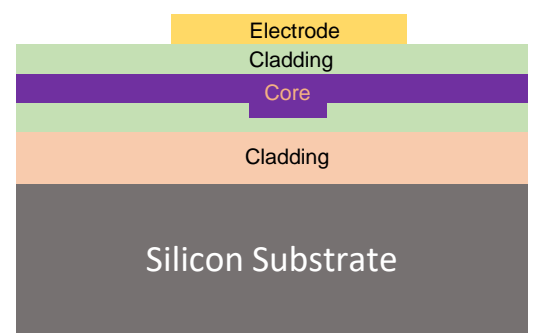 Electrode
Cladding
Core
Cladding
Silicon Substrate